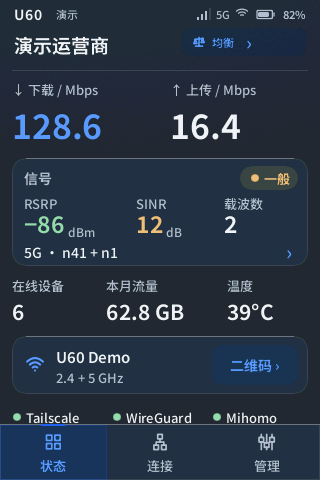 U60 演示 5G 82%
演示运营商 均衡 ›
↓ 下载 / Mbps ↑ 上传 / Mbps
128.6 16.4
信号 一般
RSRP SINR 载波数
−86 dBm 12 dB 2
5G · n41 + n1 ›
在线设备 本月流量 温度
6 62.8 GB 39°C
U60 Demo
2.4 + 5 GHz
二维码 ›
Tailscale WireGuard Mihomo
状态 连接 管理